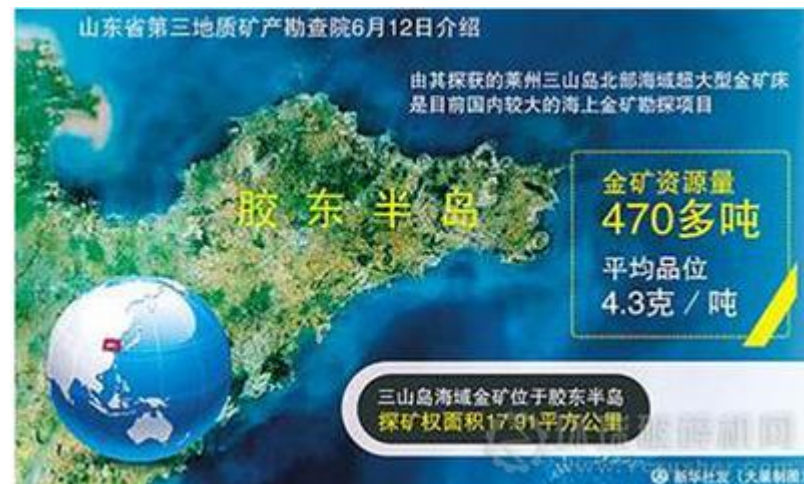 山东省第三地质矿产勘查院6月12日介绍
由其探获的莱州三山岛北部海域超大型金矿床
是目前国内较大的海上金矿勘探项目
胶东半岛
金矿资源量
470多吨
平均品位
4.3克／吨
三山岛海域金矿位于胶东半岛
探矿权面积17.91平方公里
新华社发（大巢制图）